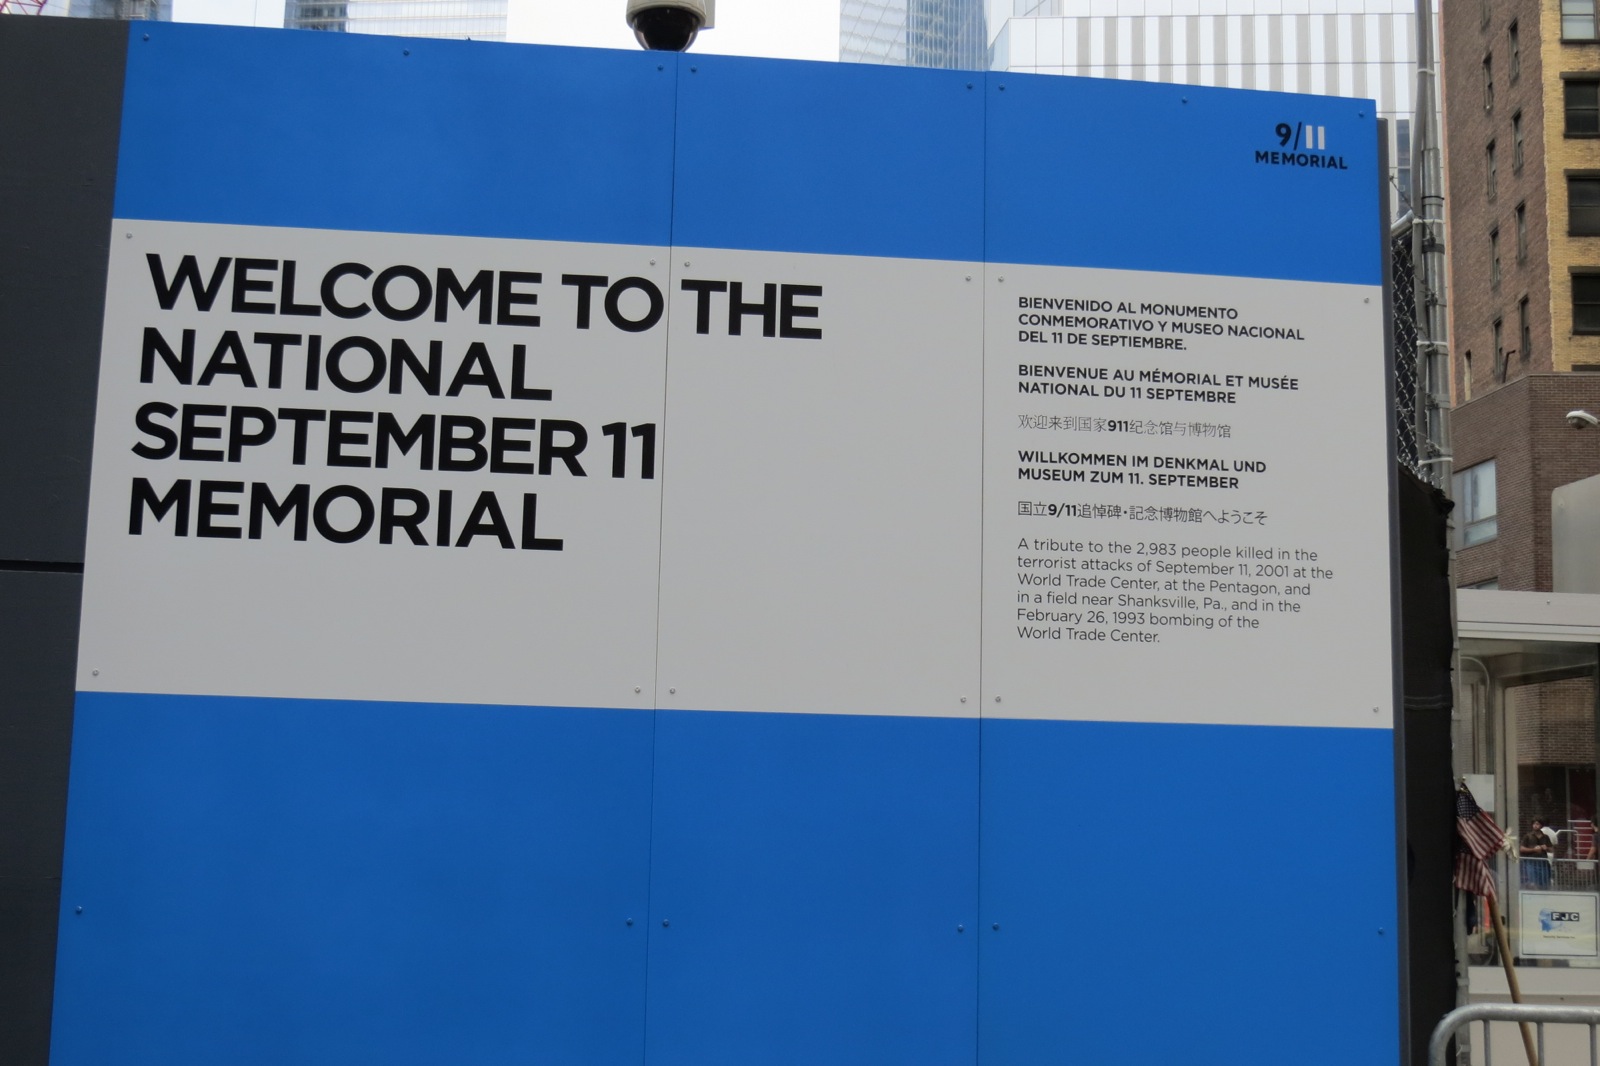 9/11
MEMORIAL
WELCOME TO THE
NATIONAL
SEPTEMBER 11
MEMORIAL
BIENVENIDO AL MONUMENTO
CONMEMORATIVO Y MUSEO NACIONAL
DEL 11 DE SEPTIEMBRE.
BIENVENUE AU MÉMORIAL ET MUSÉE
NATIONAL DU 11 SEPTEMBRE
欢迎来到国家911纪念馆与博物馆
WILLKOMMEN IM DENKMAL UND
MUSEUM ZUM 11. SEPTEMBER
国立9/11追悼碑・記念博物館へようこそ
A tribute to the 2,983 people killed in the
terrorist attacks of September 11, 2001 at the
World Trade Center, at the Pentagon, and
in a field near Shanksville, Pa., and in the
February 26, 1993 bombing of the
World Trade Center.
FJC